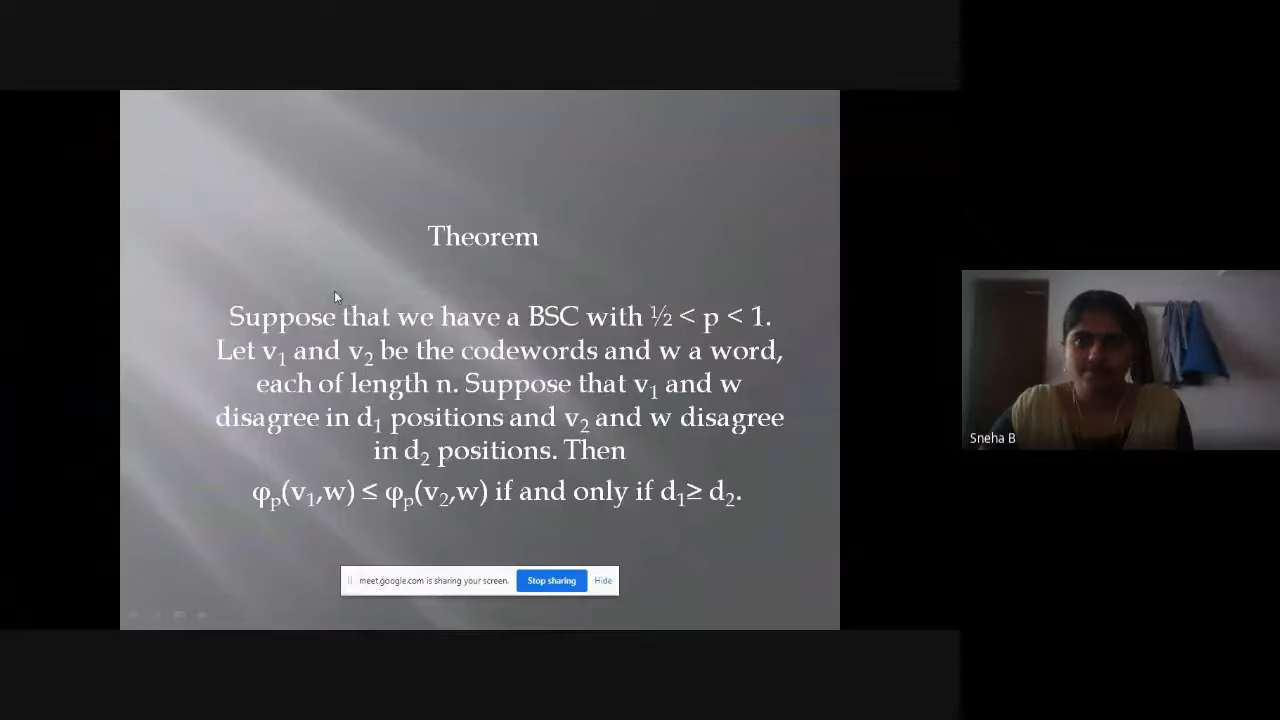 Theorem
Suppose that we have a BSC with ½ < p < 1.
Let v₁ and v₂ be the codewords and w a word,
each of length n. Suppose that v₁ and w
disagree in d₁ positions and v₂ and w disagree
in d₂ positions. Then
φₚ(v₁,w) ≤ φₚ(v₂,w) if and only if d₁≥ d₂.
meet.google.com is sharing your screen. Stop sharing Hide
Sneha B